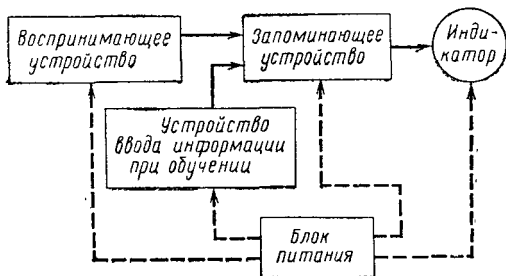 Воспринимающее
устройство
Запоминающее
устройство
Инди-
катор
Устройство
ввода информации
при обучении
Блок
питания